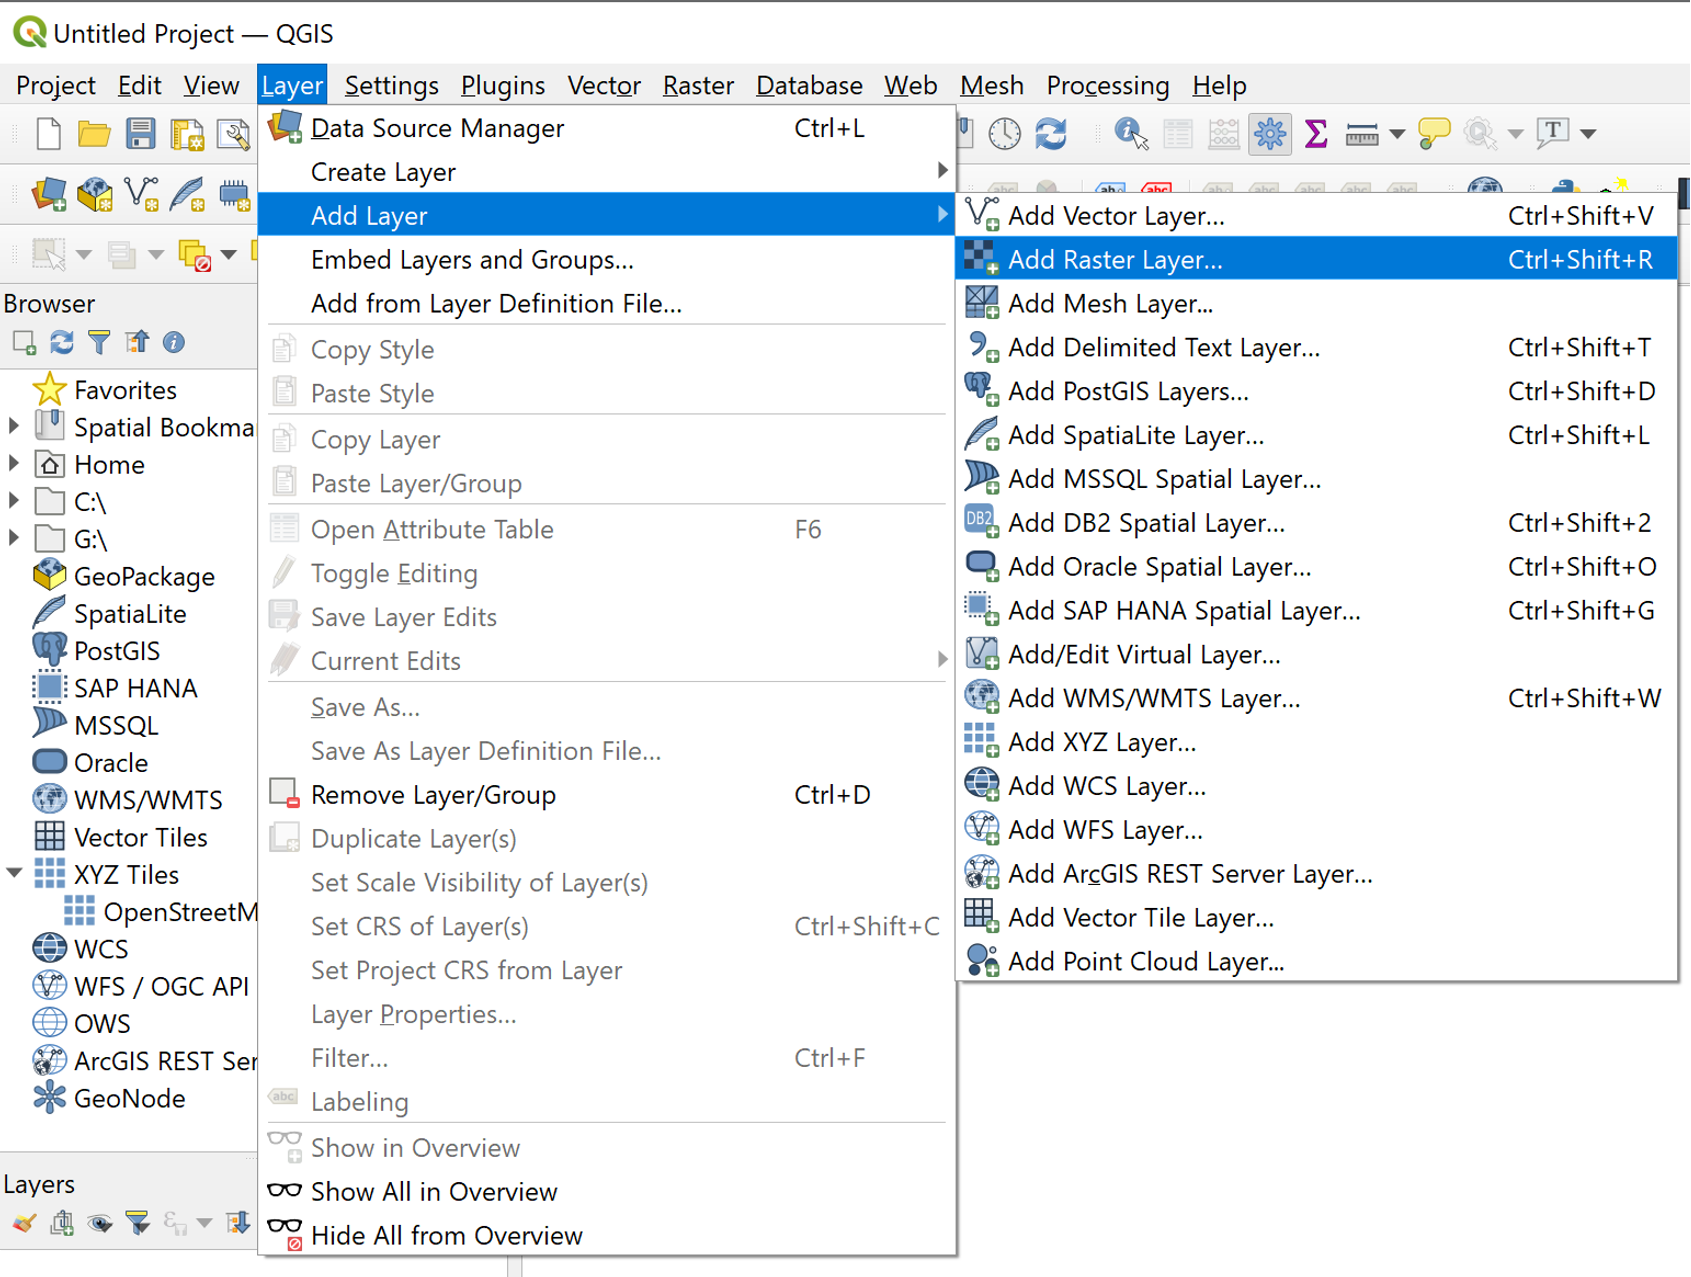 Untitled Project — QGIS
Project Edit View Layer Settings Plugins Vector Raster Database Web Mesh Processing Help
Data Source Manager Ctrl+L
Create Layer
Add Layer
Embed Layers and Groups...
Add from Layer Definition File...
Copy Style
Paste Style
Copy Layer
Paste Layer/Group
Open Attribute Table F6
Toggle Editing
Save Layer Edits
Current Edits
Save As...
Save As Layer Definition File...
Remove Layer/Group Ctrl+D
Duplicate Layer(s)
Set Scale Visibility of Layer(s)
Set CRS of Layer(s) Ctrl+Shift+C
Set Project CRS from Layer
Layer Properties...
Filter... Ctrl+F
abc Labeling
Show in Overview
Show All in Overview
Hide All from Overview
Add Vector Layer... Ctrl+Shift+V
Add Raster Layer... Ctrl+Shift+R
Add Mesh Layer...
Add Delimited Text Layer... Ctrl+Shift+T
Add PostGIS Layers... Ctrl+Shift+D
Add SpatiaLite Layer... Ctrl+Shift+L
Add MSSQL Spatial Layer...
DB2 Add DB2 Spatial Layer... Ctrl+Shift+2
Add Oracle Spatial Layer... Ctrl+Shift+O
Add SAP HANA Spatial Layer... Ctrl+Shift+G
Add/Edit Virtual Layer...
Add WMS/WMTS Layer... Ctrl+Shift+W
Add XYZ Layer...
Add WCS Layer...
Add WFS Layer...
Add ArcGIS REST Server Layer...
Add Vector Tile Layer...
Add Point Cloud Layer...
Browser
Favorites
Spatial Bookma
Home
C:\
G:\
GeoPackage
SpatiaLite
PostGIS
SAP HANA
MSSQL
Oracle
WMS/WMTS
Vector Tiles
XYZ Tiles
OpenStreetM
WCS
WFS / OGC API
OWS
ArcGIS REST Ser
GeoNode
Layers